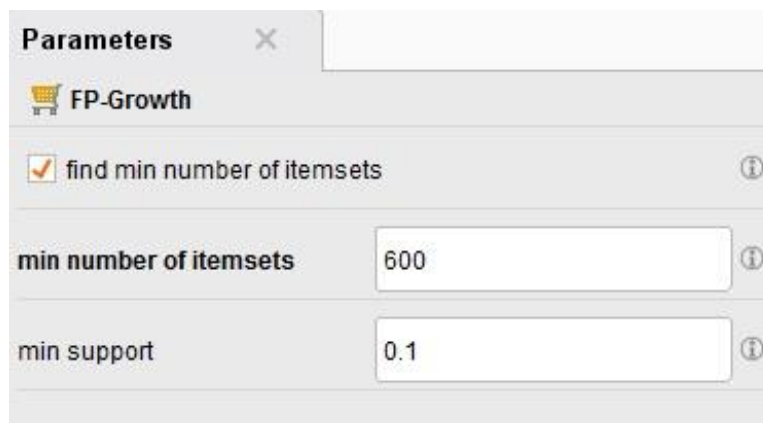 Parameters
FP-Growth
find min number of itemsets
min number of itemsets 600
min support 0.1